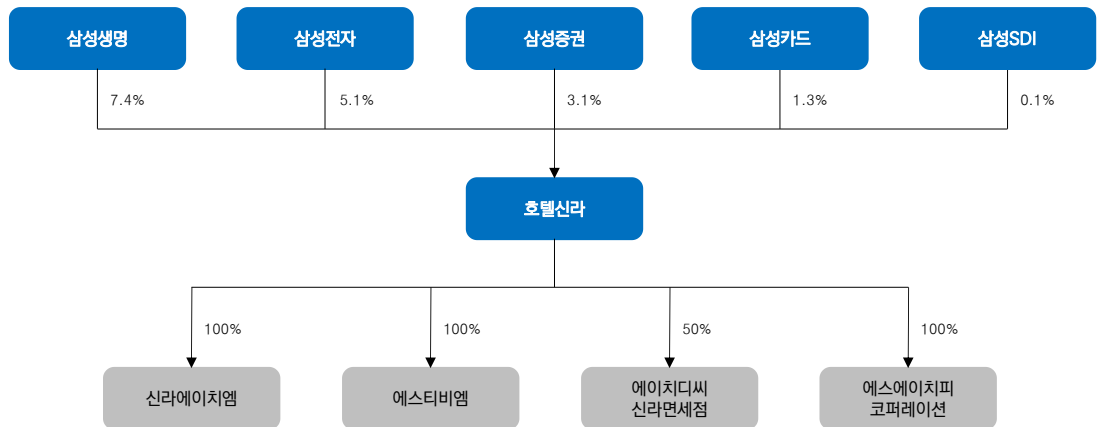 삼성생명
삼성전자
삼성증권
삼성카드
삼성SDI
7.4%
5.1%
3.1%
1.3%
0.1%
호텔신라
100%
100%
50%
100%
신라에이치엠
에스티비엠
에이치디씨
신라면세점
에스에이치피
코퍼레이션